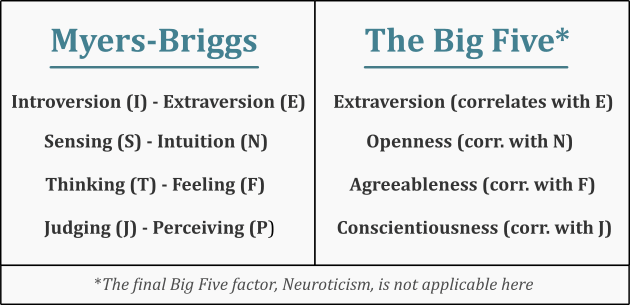 Myers-Briggs
The Big Five*
Introversion (I) - Extraversion (E)
Extraversion (correlates with E)
Sensing (S) - Intuition (N)
Openness (corr. with N)
Thinking (T) - Feeling (F)
Agreeableness (corr. with F)
Judging (J) - Perceiving (P)
Conscientiousness (corr. with J)
*The final Big Five factor, Neuroticism, is not applicable here